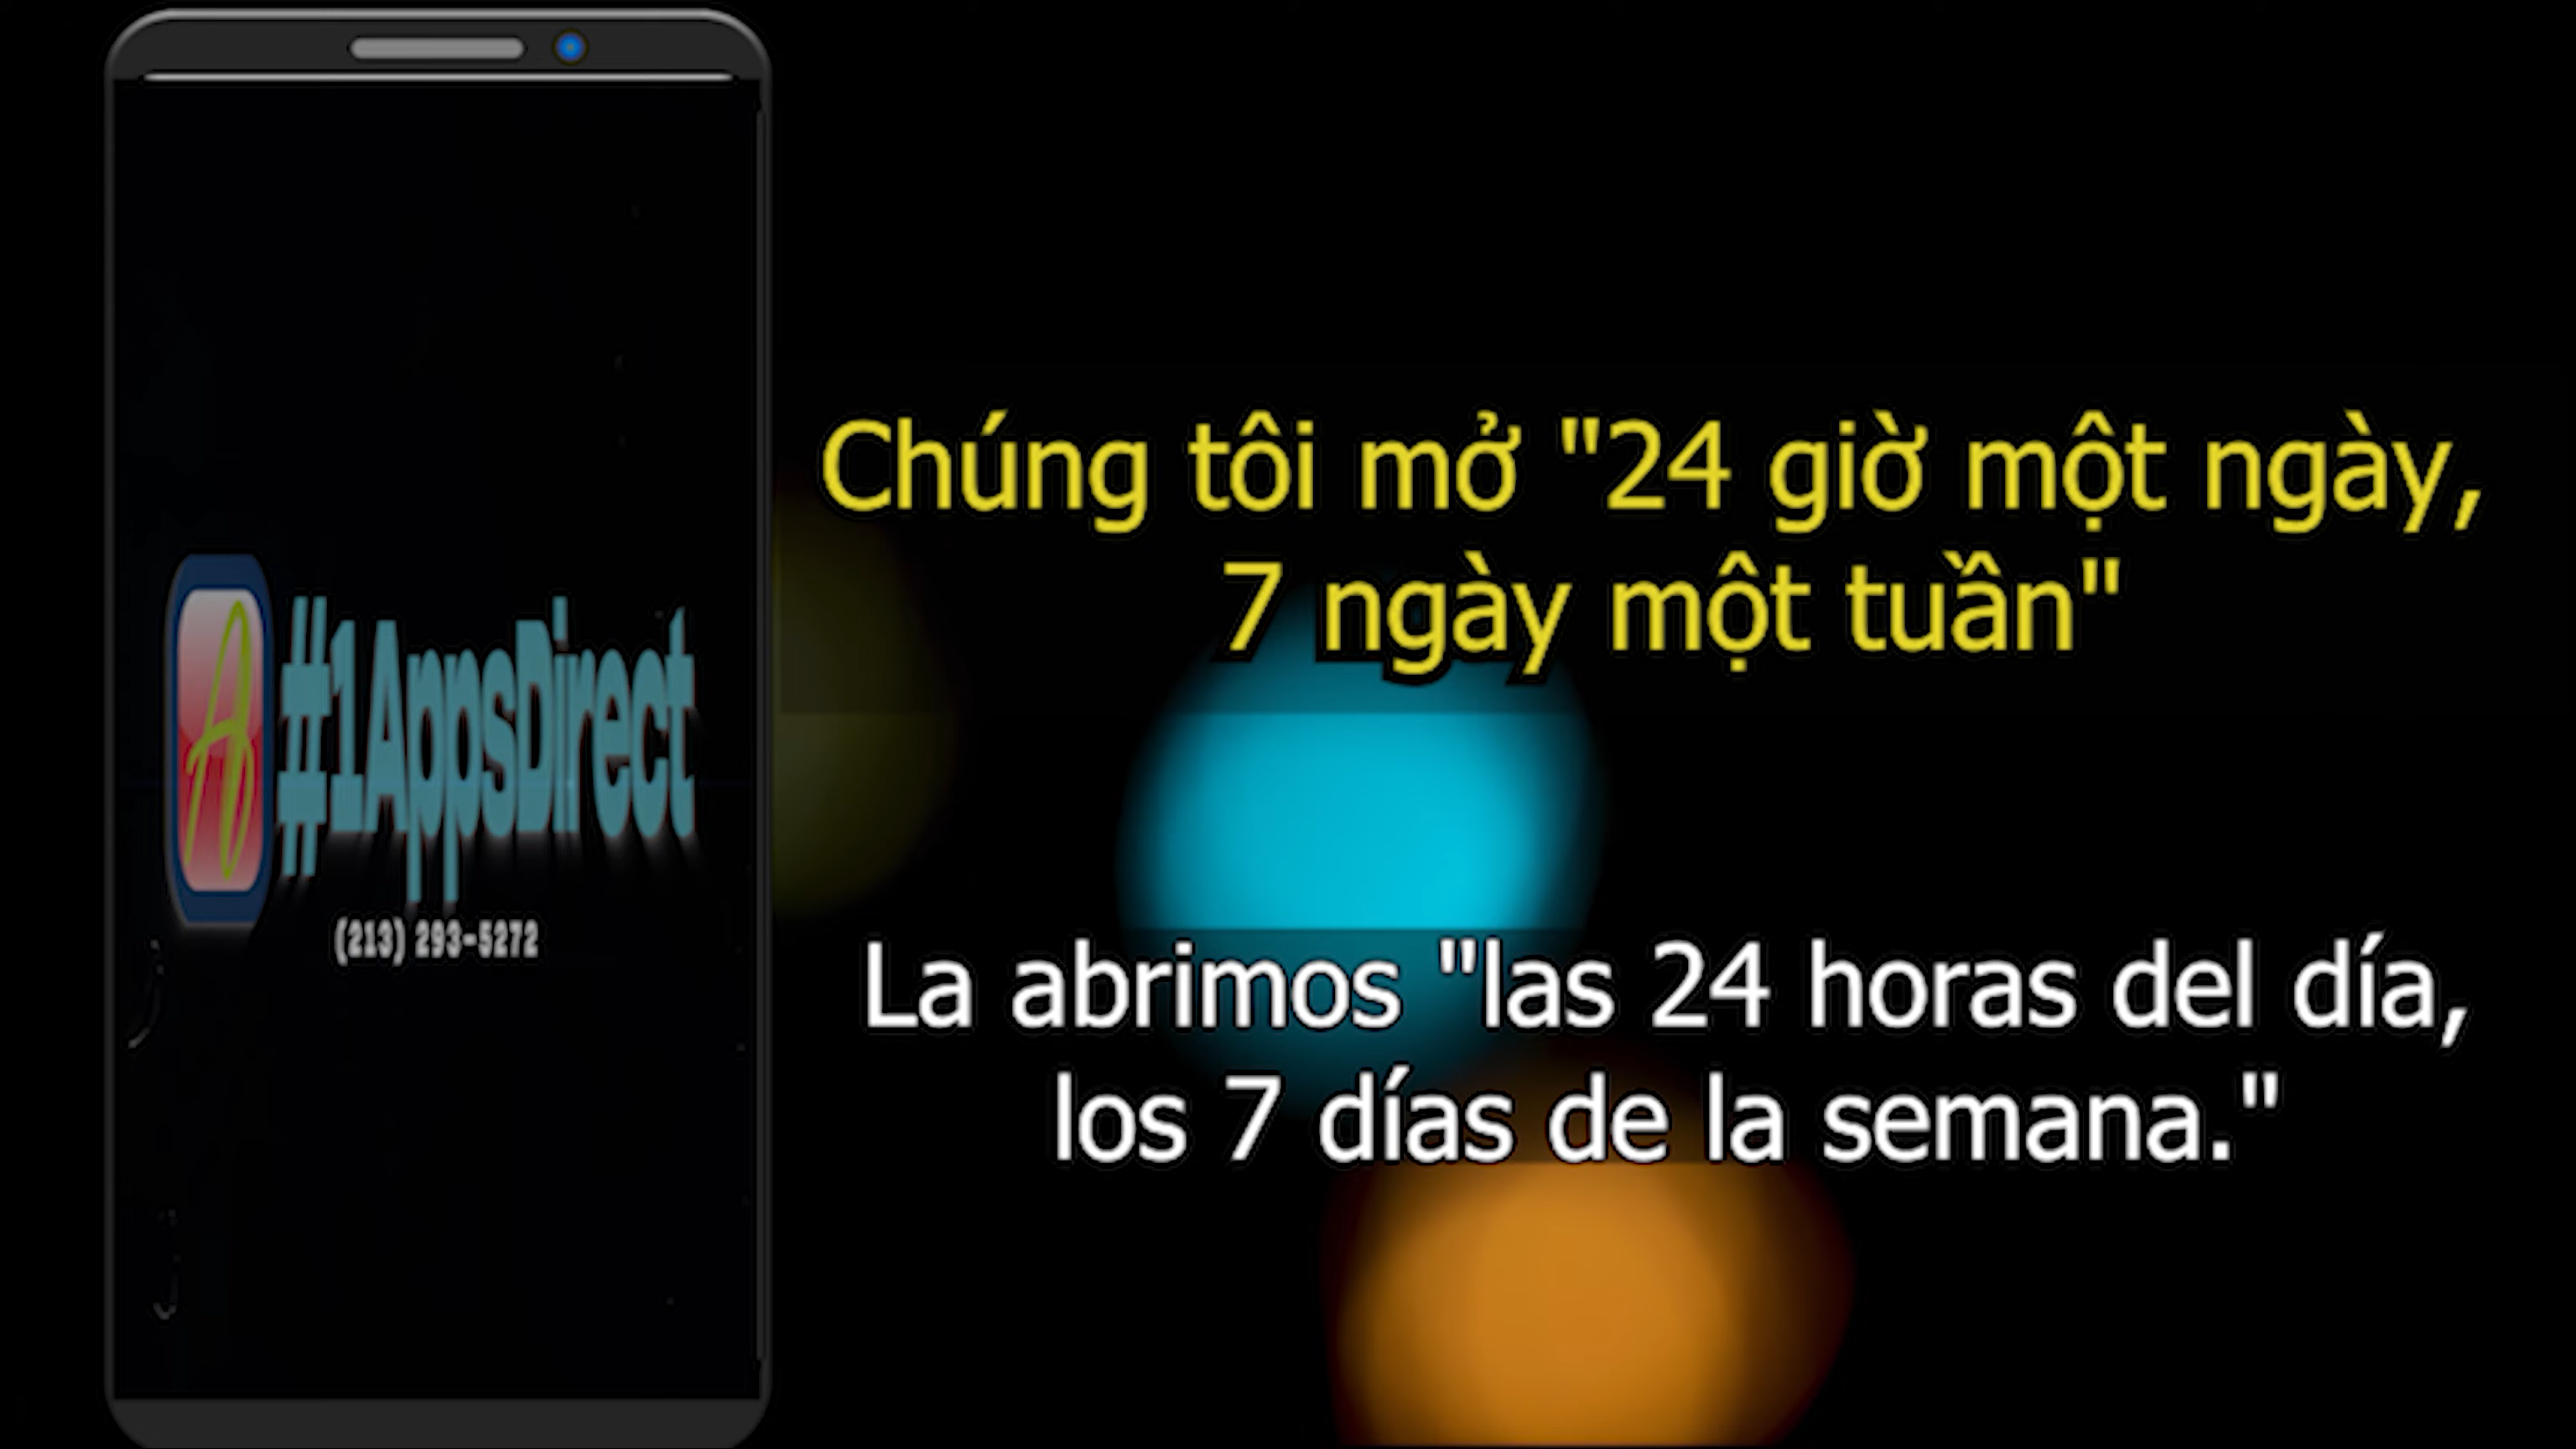 A #1AppsDirect
(213) 293-5272
Chúng tôi mở "24 giờ một ngày,
7 ngày một tuần"
La abrimos "las 24 horas del día,
los 7 días de la semana."